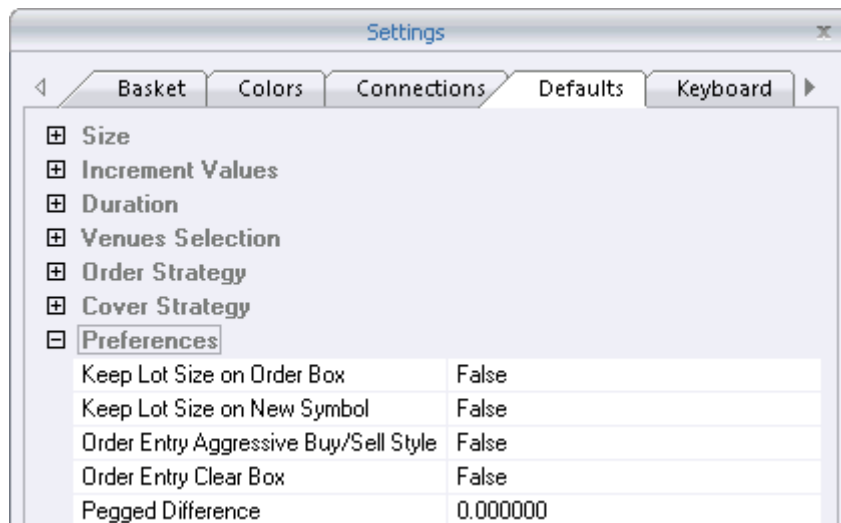 Settings
Basket Colors Connections Defaults Keyboard
Size
Increment Values
Duration
Venues Selection
Order Strategy
Cover Strategy
Preferences
Keep Lot Size on Order Box False
Keep Lot Size on New Symbol False
Order Entry Aggressive Buy/Sell Style False
Order Entry Clear Box False
Pegged Difference 0.000000